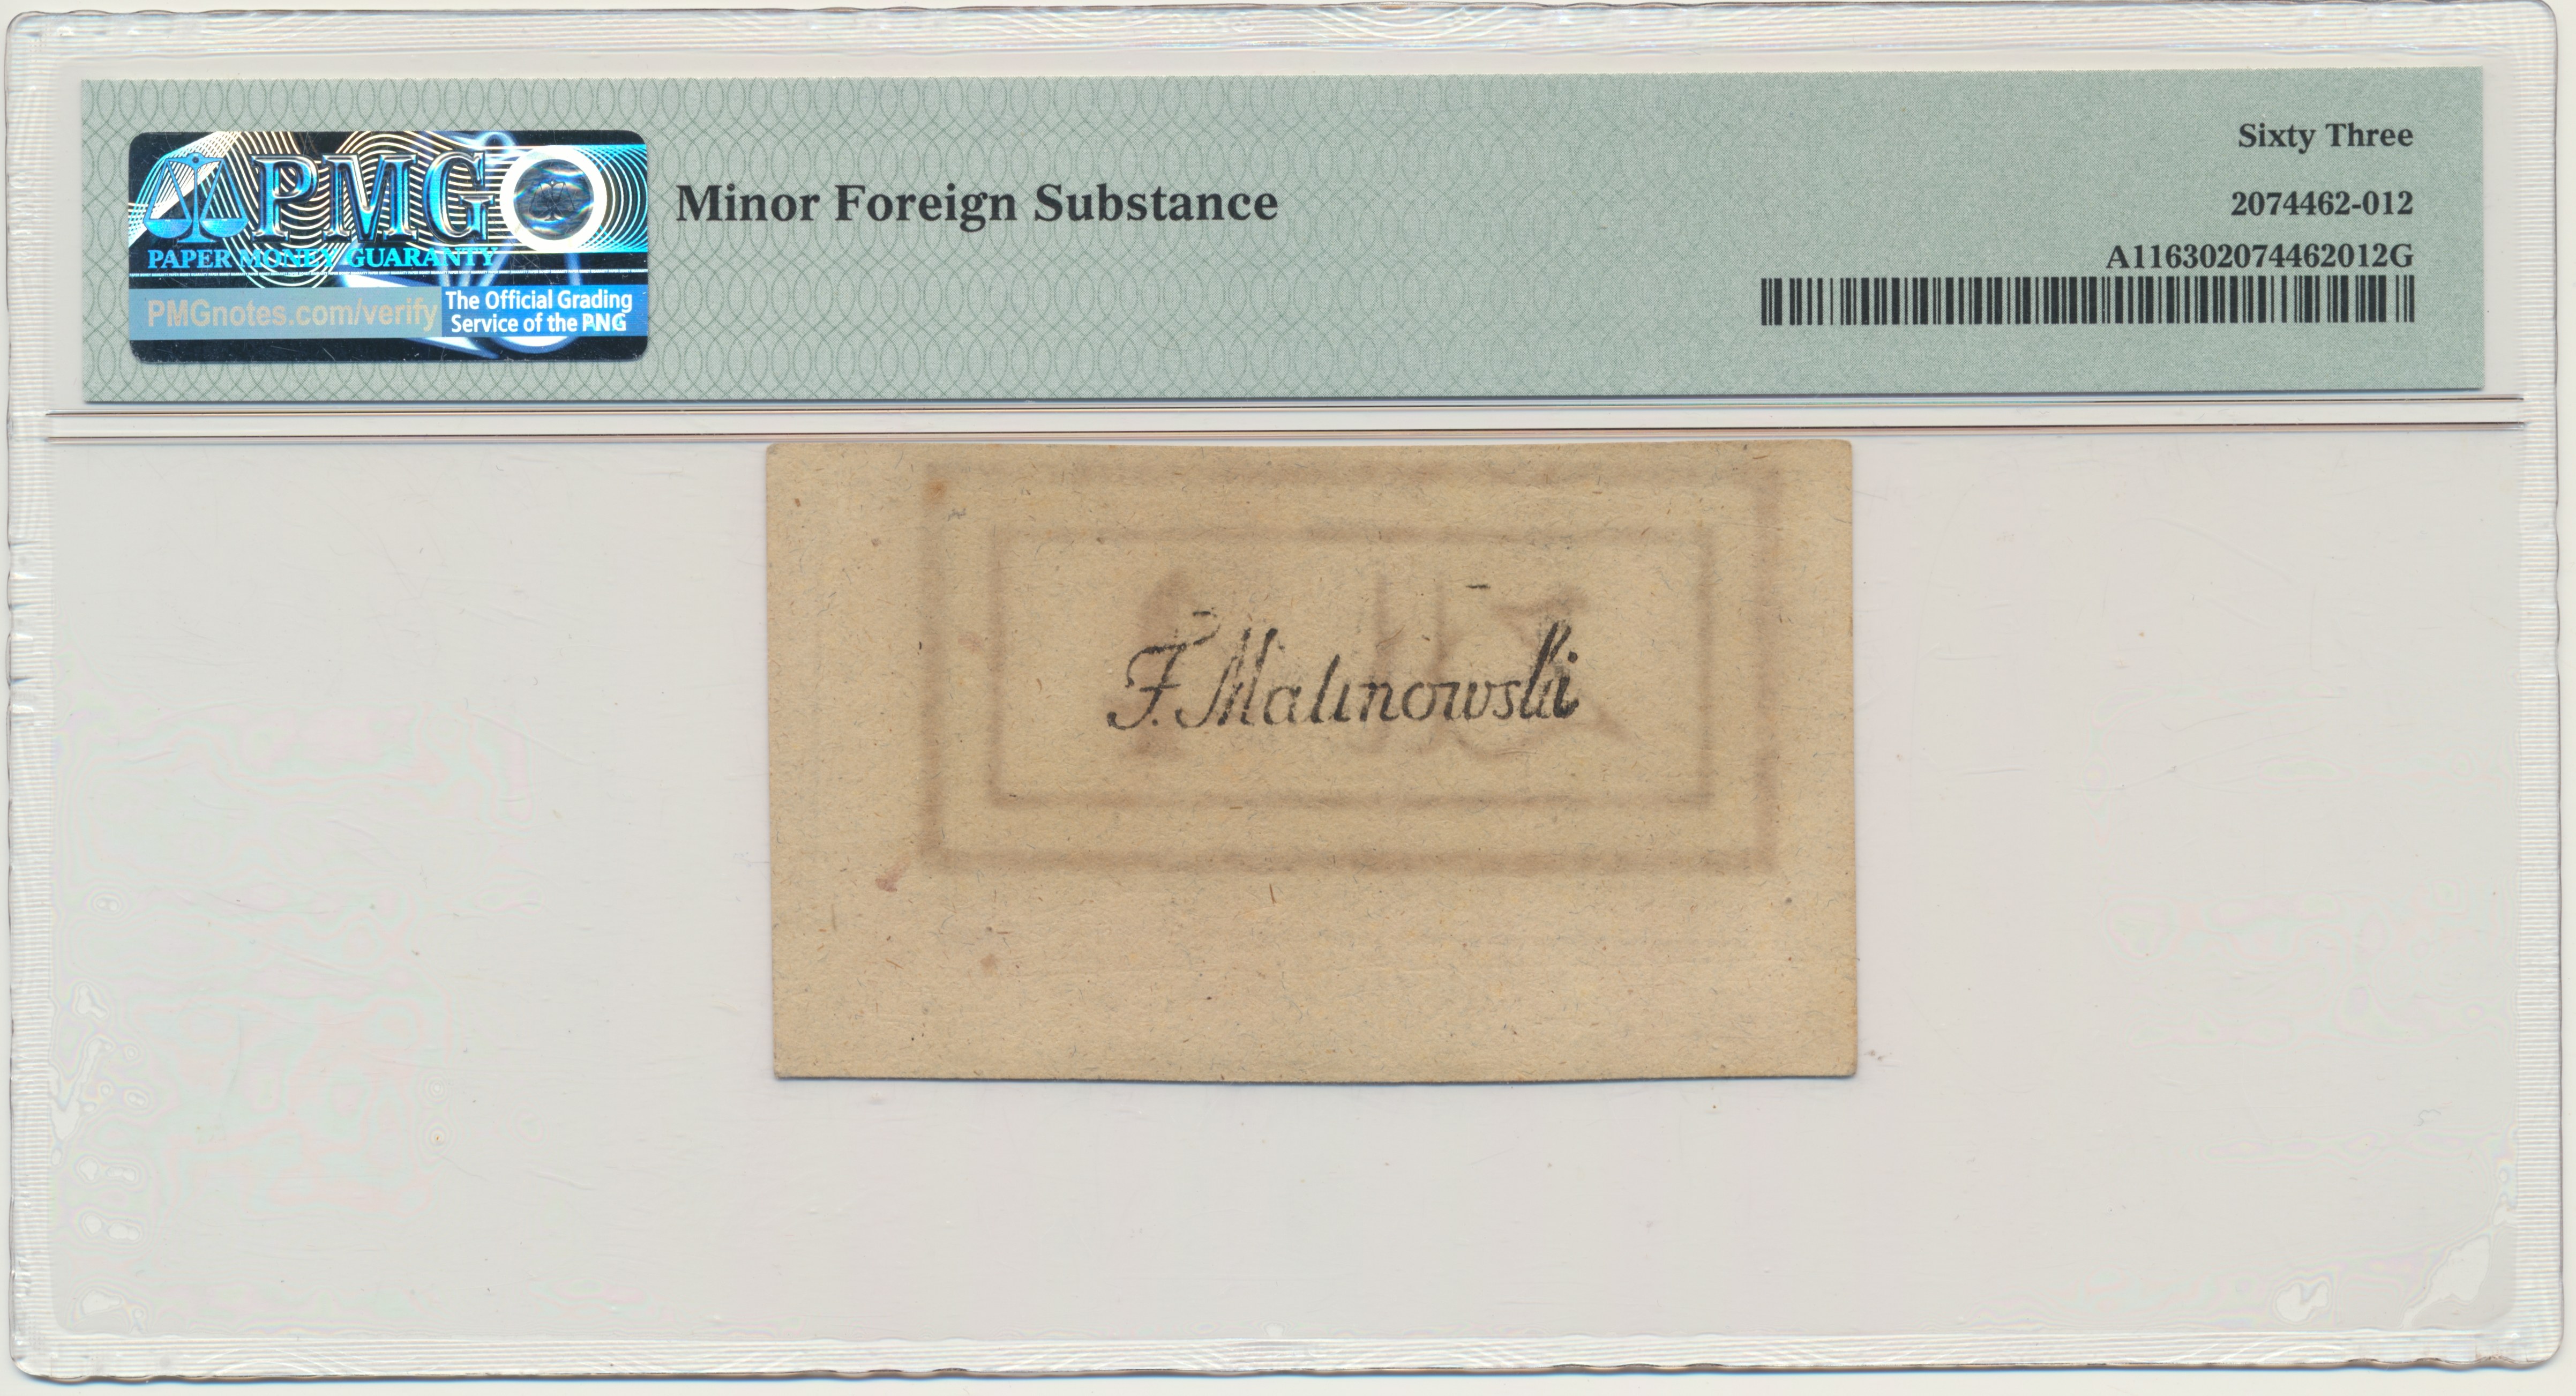 PMG
PAPER MONEY GUARANTY
PMGnotes.com/verify
The Official Grading
Service of the PNG
Minor Foreign Substance
Sixty Three
2074462-012
A116302074462012G
F. Malinowski